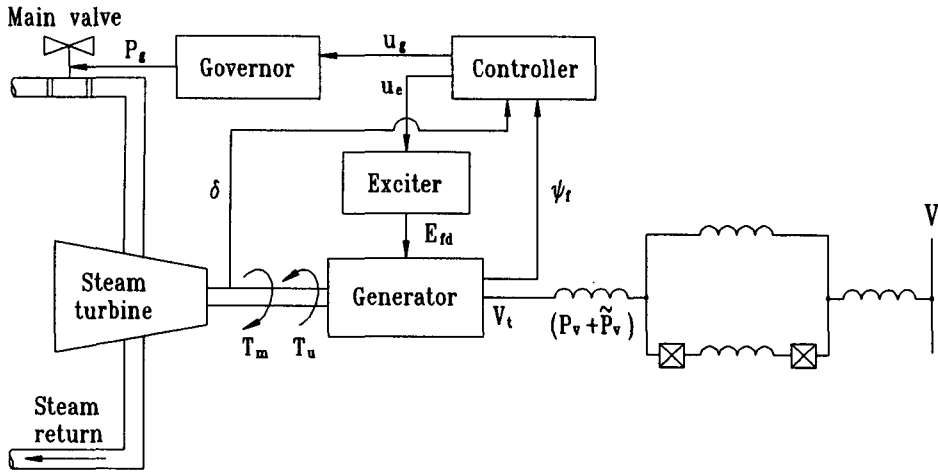 Main valve
P_g
Governor
u_g
Controller
u_e
δ
Exciter
ψ_f
E_fd
V
Steam
turbine
Generator
V_t
T_m
T_u
(P_v + P̃_v)
Steam
return